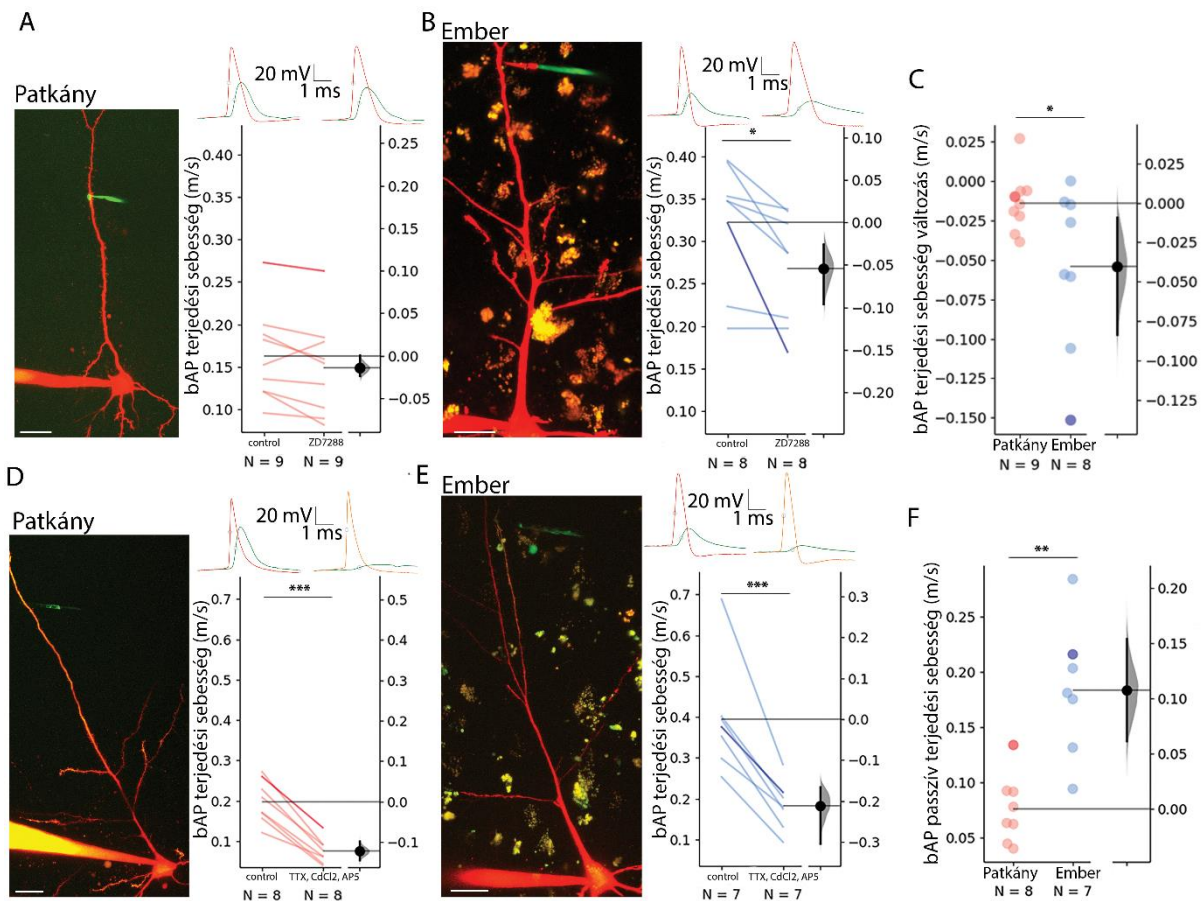 A
Patkány
20 mV
1 ms
bAP terjedési sebesség (m/s)
0.40
0.35
0.30
0.25
0.20
0.15
0.10
0.25
0.20
0.15
0.10
0.05
0.00
−0.05
control
ZD7288
N = 9
N = 9
B
Ember
20 mV
1 ms
*
bAP terjedési sebesség (m/s)
0.40
0.35
0.30
0.25
0.20
0.15
0.10
0.10
0.05
0.00
−0.05
−0.10
−0.15
−0.20
control
ZD7288
N = 8
N = 8
C
*
bAP terjedési sebesség változás (m/s)
0.025
0.000
−0.025
−0.050
−0.075
−0.100
−0.125
−0.150
0.025
0.000
−0.025
−0.050
−0.075
−0.100
−0.125
Patkány Ember
N = 9
N = 8
D
Patkány
20 mV
1 ms
***
bAP terjedési sebesség (m/s)
0.7
0.6
0.5
0.4
0.3
0.2
0.1
0.5
0.4
0.3
0.2
0.1
0.0
−0.1
control
TTX, CdCl2, AP5
N = 8
N = 8
E
Ember
20 mV
1 ms
***
bAP terjedési sebesség (m/s)
0.7
0.6
0.5
0.4
0.3
0.2
0.1
0.3
0.2
0.1
0.0
−0.1
−0.2
−0.3
control
TTX, CdCl2, AP5
N = 7
N = 7
F
**
bAP passzív terjedési sebesség (m/s)
0.25
0.20
0.15
0.10
0.05
0.20
0.15
0.10
0.05
0.00
Patkány
Ember
N = 8
N = 7